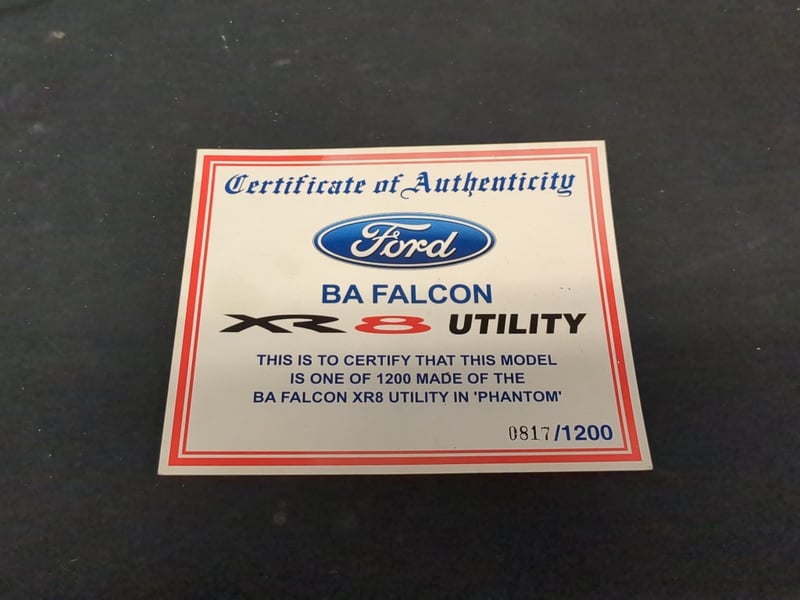 Certificate of Authenticity
Ford
BA FALCON
XR8 UTILITY
THIS IS TO CERTIFY THAT THIS MODEL
IS ONE OF 1200 MADE OF THE
BA FALCON XR8 UTILITY IN 'PHANTOM'
0817/1200